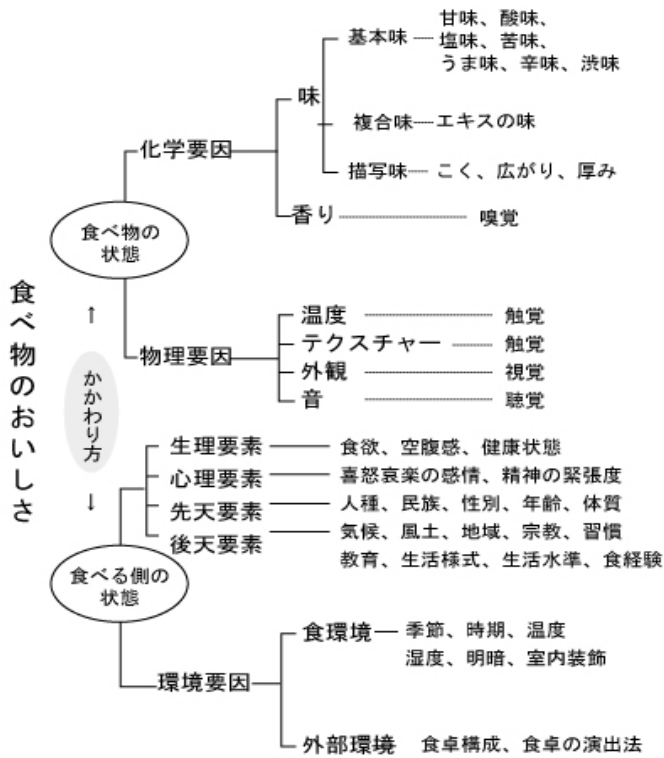 食べ物のおいしさ
食べ物の
状態
化学要因
味
基本味
甘味、酸味、
塩味、苦味、
うま味、辛味、渋味
複合味
エキスの味
描写味
こく、広がり、厚み
香り
嗅覚
物理要因
温度
触覚
テクスチャー
触覚
外観
視覚
音
聴覚
↑
かかわり方
↓
食べる側の
状態
生理要素
食欲、空腹感、健康状態
心理要素
喜怒哀楽の感情、精神の緊張度
先天要素
人種、民族、性別、年齢、体質
後天要素
気候、風土、地域、宗教、習慣
教育、生活様式、生活水準、食経験
環境要因
食環境
季節、時期、温度
湿度、明暗、室内装飾
外部環境
食卓構成、食卓の演出法